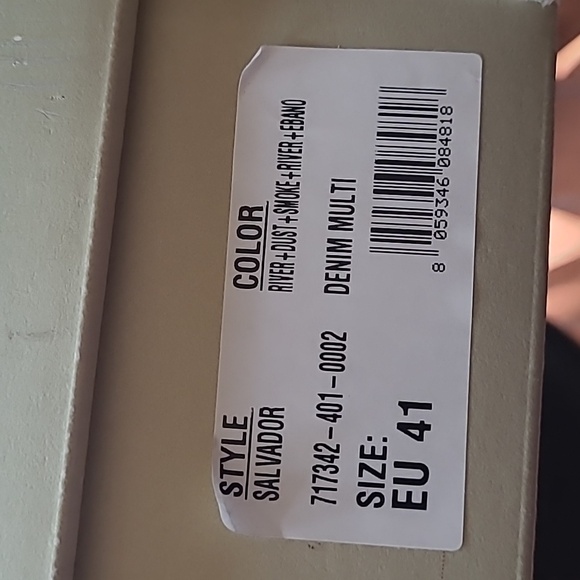 STYLE
SALVADOR
COLOR
RIVER+DUST+SMOKE+RIVER+EBANO
717342-401-0002 DENIM MULTI
SIZE:
EU 41
8 059346 084818